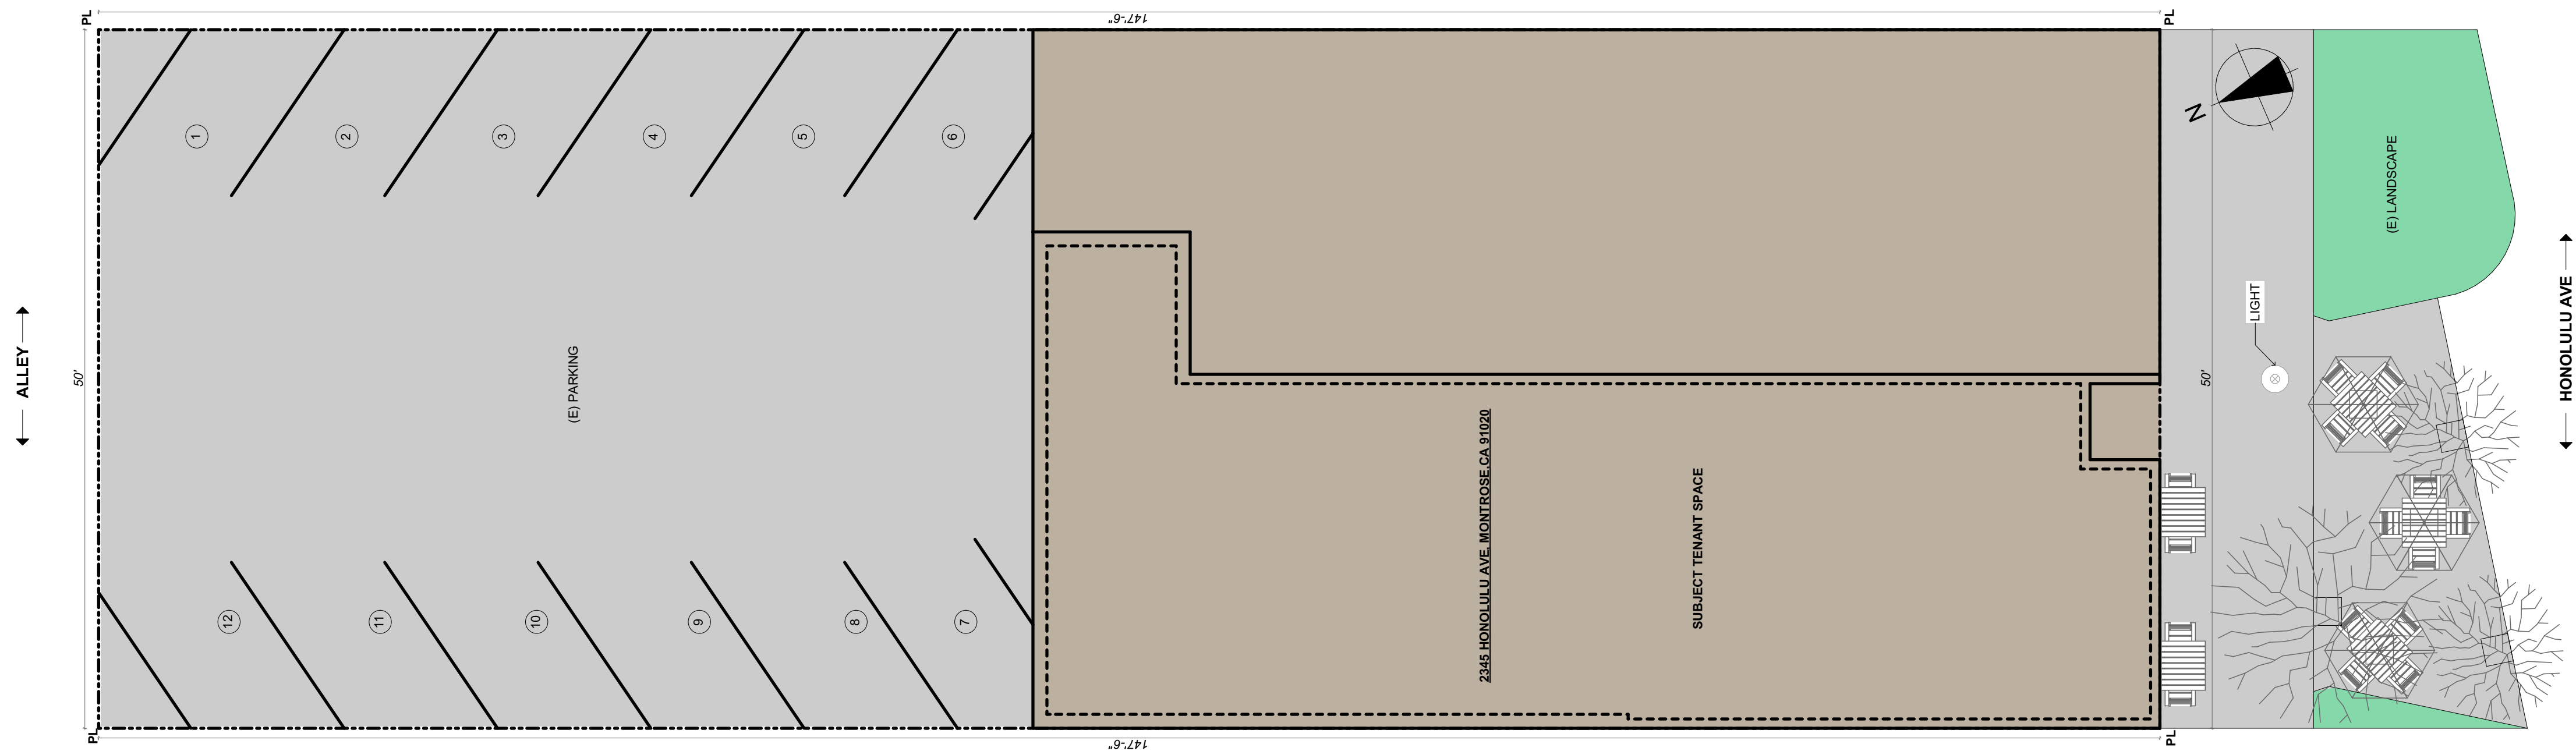 PL
147'-6"
PL
ALLEY
50'
1
2
3
4
5
6
(E) PARKING
12
11
10
9
8
7
2345 HONOLULU AVE, MONTROSE,CA 91020
SUBJECT TENANT SPACE
N
50'
LIGHT
(E) LANDSCAPE
HONOLULU AVE
PL
147'-6"
PL